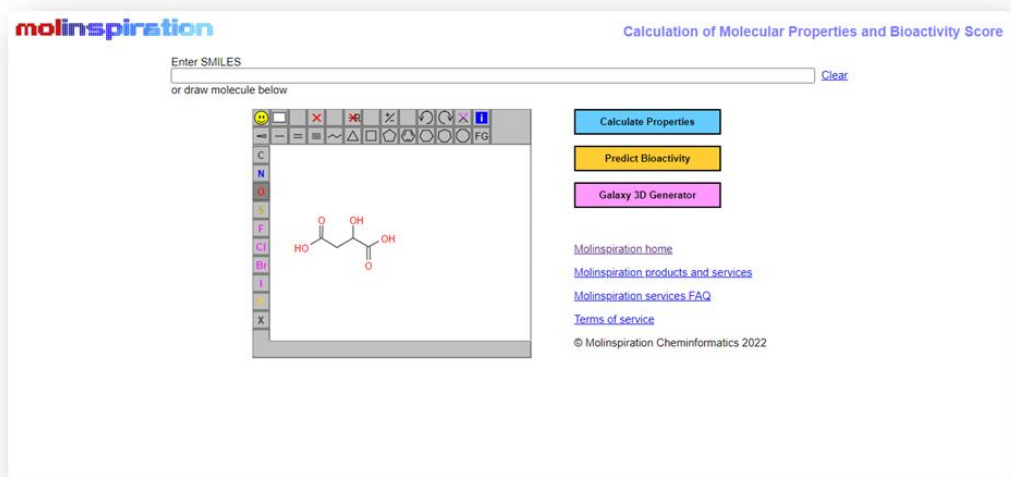 molinspiration
Calculation of Molecular Properties and Bioactivity Score
Enter SMILES
Clear
or draw molecule below
FG
C
N
O
S
F
Cl
Br
I
P
X
O
OH
HO
OH
O
Calculate Properties
Predict Bioactivity
Galaxy 3D Generator
Molinspiration home
Molinspiration products and services
Molinspiration services FAQ
Terms of service
© Molinspiration Cheminformatics 2022